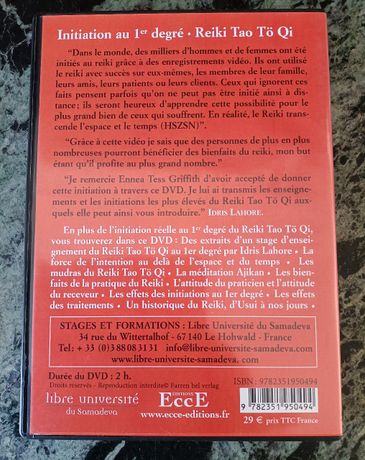 Initiation au 1er degré · Reiki Tao Tö Qi
“Dans le monde, des milliers d'hommes et de femmes ont été
initiés au reiki grâce à des enregistrements vidéo. Ils ont utilisé
le reiki avec succès sur eux-mêmes, les membres de leur famille,
leurs amis, leurs patients ou leurs clients. Ceux qui ignorent ces
faits pensent parfois qu'on ne peut pas être initié ainsi à dis-
tance ; ils seront heureux d'apprendre cette possibilité pour le
plus grand bien de ceux qui souffrent. En réalité, le Reiki trans-
cende l'espace et le temps (HSZSN)”.
“Grâce à cette vidéo je sais que des personnes de plus en plus
nombreuses pourront bénéficier des bienfaits du reiki, mon but
étant qu'il profite au plus grand nombre.”
“Je remercie Ennea Tess Griffith d'avoir accepté de donner
cette initiation à travers ce DVD. Je lui ai transmis les enseigne-
ments et les initiations les plus élevés du Reiki Tao Tö Qi aux-
quels elle peut ainsi vous introduire.” IDRIS LAHORE.
En plus de l'initiation réelle au 1er degré du Reiki Tao Tö Qi,
vous trouverez dans ce DVD : Des extraits d'un stage d'ensei-
gnement du Reiki Tao Tö Qi au 1er degré par Idris Lahore • La
force de l'intention au delà de l'espace et du temps • Les
mudras du Reiki Tao Tö Qi • La méditation Ajikan • Les bien-
faits de la pratique du Reiki • L'attitude du praticien et l'attitude
du receveur • Les effets des initiations au 1er degré • Les effets
des traitements • Un historique du Reiki, d'Usui à nos jours •
STAGES ET FORMATIONS : Libre Université du Samadeva
34 rue du Wittertalhof - 67 140 Le Hohwald - France
Tel : + 33 (0)3 88 08 31 31 info@libre-universite-samadeva.com
www.libre-universite-samadeva.com
Durée du DVD : 2 h.
Droits réservés - Reproduction interdite© Farren bel verlag
libre université
du Samadeva
EDITIONS
ECCE
www.ecce-editions.fr
ISBN : 9782351950494
9 782351 950494
29 € prix TTC France